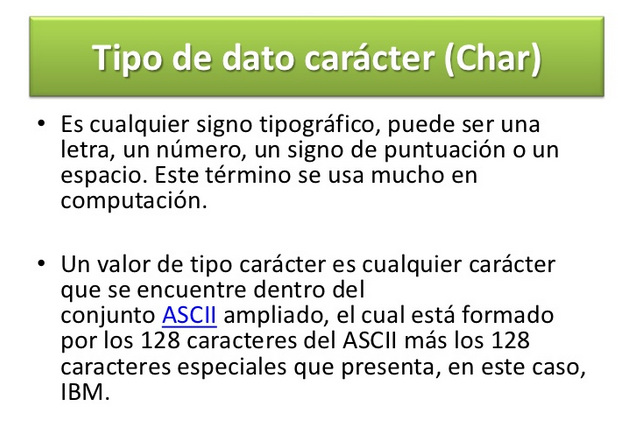 Tipo de dato carácter (Char)
• Es cualquier signo tipográfico, puede ser una
letra, un número, un signo de puntuación o un
espacio. Este término se usa mucho en
computación.
• Un valor de tipo carácter es cualquier carácter
que se encuentre dentro del
conjunto ASCII ampliado, el cual está formado
por los 128 caracteres del ASCII más los 128
caracteres especiales que presenta, en este caso,
IBM.